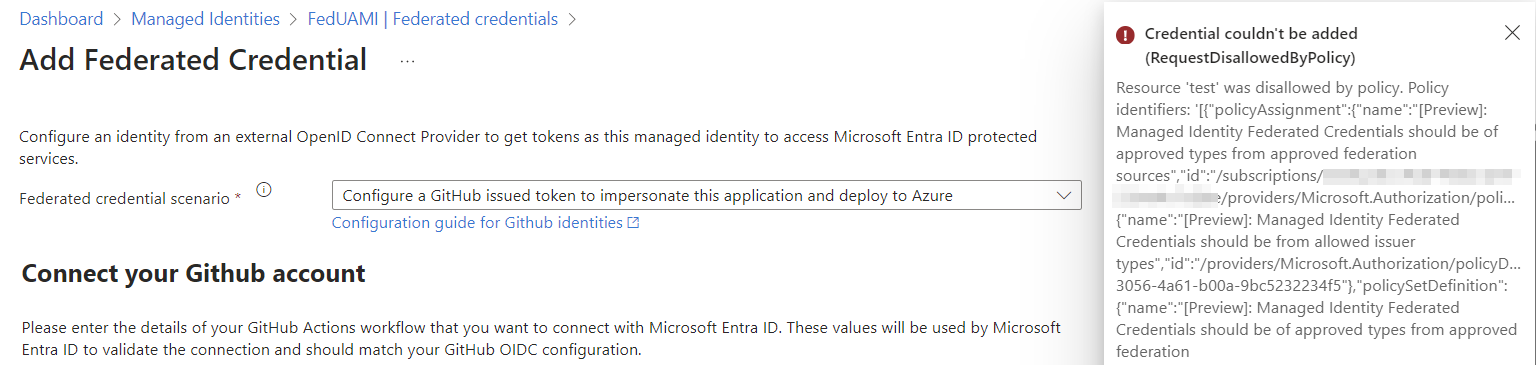 Dashboard > Managed Identities > FedUAMI | Federated credentials >
Add Federated Credential ...
Configure an identity from an external OpenID Connect Provider to get tokens as this managed identity to access Microsoft Entra ID protected
services.
Federated credential scenario *
Configure a GitHub issued token to impersonate this application and deploy to Azure
Configuration guide for Github identities
Connect your Github account
Please enter the details of your GitHub Actions workflow that you want to connect with Microsoft Entra ID. These values will be used by Microsoft
Entra ID to validate the connection and should match your GitHub OIDC configuration.
Credential couldn't be added
(RequestDisallowedByPolicy)
Resource 'test' was disallowed by policy. Policy
identifiers: '[{"policyAssignment":{"name":"[Preview]:
Managed Identity Federated Credentials should be of
approved types from approved federation
sources","id":"/subscriptions/
/providers/Microsoft.Authorization/poli...
{"name":"[Preview]: Managed Identity Federated
Credentials should be from allowed issuer
types","id":"/providers/Microsoft.Authorization/policyD...
3056-4a61-b00a-9bc5232234f5"},"policySetDefinition":
{"name":"[Preview]: Managed Identity Federated
Credentials should be of approved types from approved
federation